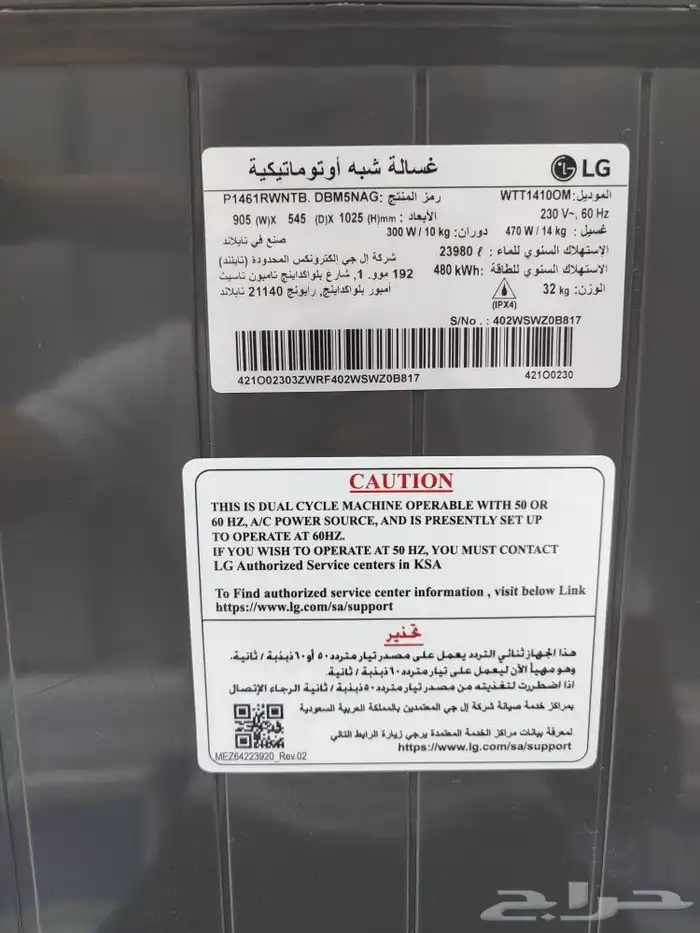 غسالة شبه أوتوماتيكية LG
الموديل: WTT1410OM رمز المنتج: P1461RWNTB. DBM5NAG
230 V~, 60 Hz الأبعاد : 905 (W)X 545 (D)X 1025 (H)mm
غسيل : 470 W / 14 kg دوران: 300 W / 10 kg
صنع في تايلاند
الاستهلاك السنوي للماء : 23980 ℓ
شركة إل جي الكترونكس المحدودة (تايلند)
الاستهلاك السنوي للطاقة : 480 kWh
192 موو. 1, شارع بلواكداينج تامبون تاسيث
الوزن: 32 kg
أمبور بلواكداينج, رايونج 21140 تايلاند
(IPX4)
S/No. : 402WSWZ0B817
421O02303ZWRF402WSWZ0B817 421O0230
CAUTION
THIS IS DUAL CYCLE MACHINE OPERABLE WITH 50 OR
60 HZ, A/C POWER SOURCE, AND IS PRESENTLY SET UP
TO OPERATE AT 60HZ.
IF YOU WISH TO OPERATE AT 50 HZ, YOU MUST CONTACT
LG Authorized Service centers in KSA
To Find authorized service center information , visit below Link
https://www.lg.com/sa/support
تحذير
هذا الجهاز ثنائي التردد يعمل على مصدر تيار متردد ٥٠ أو ٦٠ ذبذبة / ثانية،
وهو مهيأ الآن ليعمل على تيار متردد ٦٠ ذبذبة / ثانية.
اذا اضطررت لتغذيته من مصدر تيار متردد ٥٠ ذبذبة / ثانية الرجاء الإتصال
بمراكز خدمة صيانة شركة إل جي المعتمدين بالمملكة العربية السعودية
لمعرفة بيانات مراكز الخدمة المعتمدة يرجي زيارة الرابط التالي
https://www.lg.com/sa/support
MEZ64223920_Rev.02
حراج